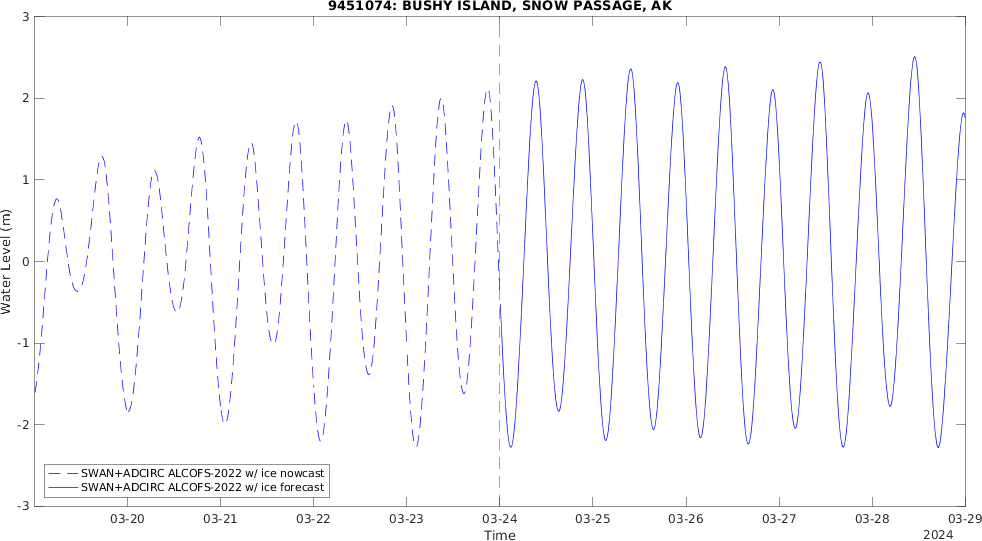 9451074: BUSHY ISLAND, SNOW PASSAGE, AK
3
2
1
0
-1
-2
-3
Water Level (m)
SWAN+ADCIRC ALCOFS-2022 w/ ice nowcast
SWAN+ADCIRC ALCOFS-2022 w/ ice forecast
03-20 03-21 03-22 03-23 03-24 03-25 03-26 03-27 03-28 03-29
Time
2024